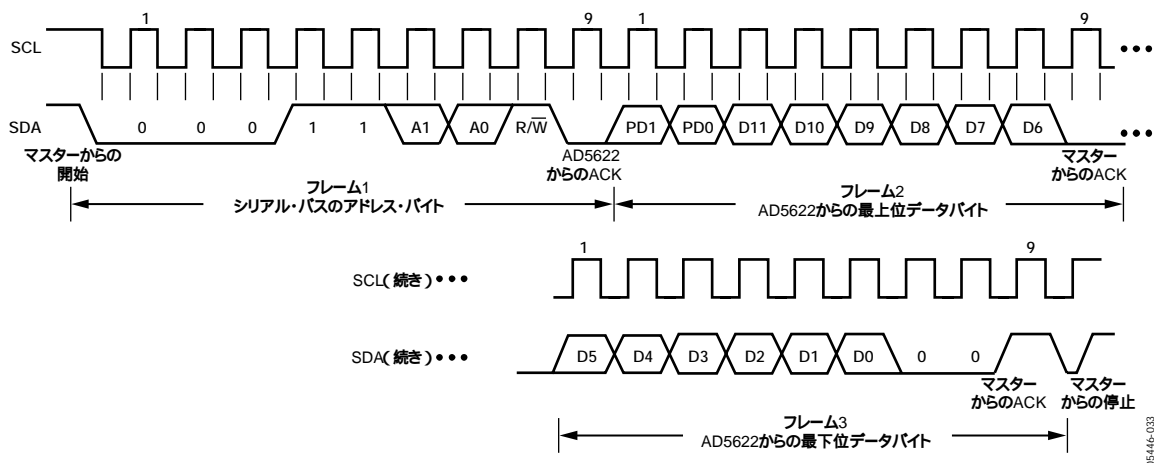 1 9 1 9
SCL
SDA 0 0 0 1 1 A1 A0 R/W PD1 PD0 D11 D10 D9 D8 D7 D6
マスターからの
開始
AD5622
からのACK
マスター
からのACK
フレーム1
シリアル・バスのアドレス・バイト
フレーム2
AD5622からの最上位データバイト
1 9
SCL(続き)
SDA(続き) D5 D4 D3 D2 D1 D0 0 0
マスター
からのACK
マスター
からの停止
フレーム3
AD5622からの最下位データバイト
05446-033